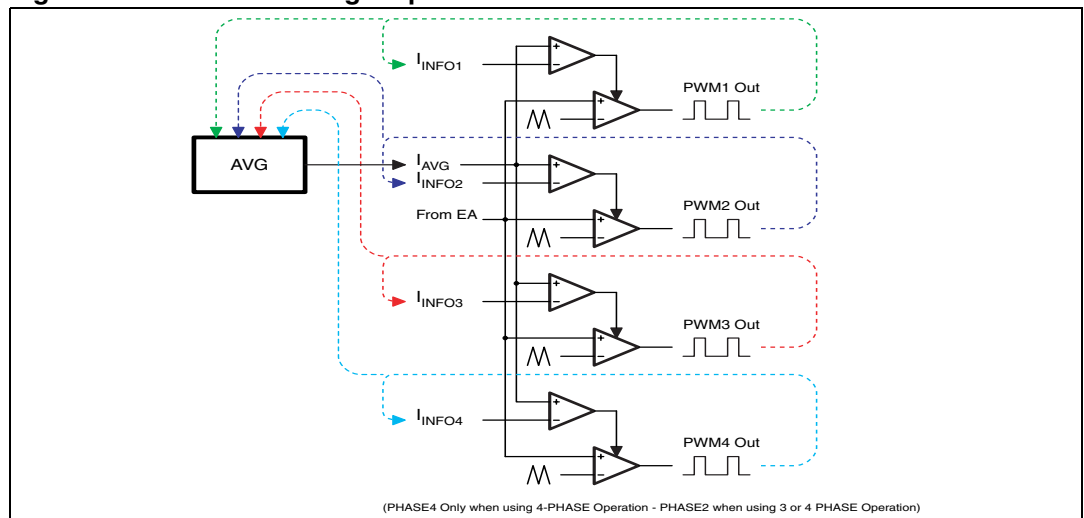 I_INFO1
PWM1 Out
AVG
I_AVG
I_INFO2
From EA
PWM2 Out
I_INFO3
PWM3 Out
I_INFO4
PWM4 Out
(PHASE4 Only when using 4-PHASE Operation - PHASE2 when using 3 or 4 PHASE Operation)